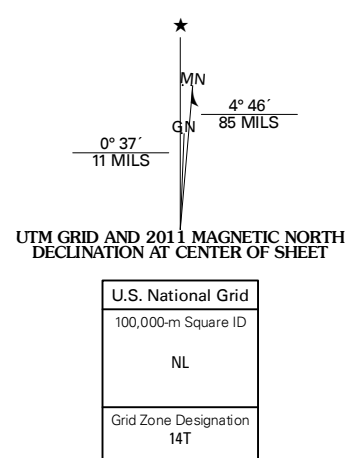 ★
MN
4° 46´
85 MILS
GN
0° 37´
11 MILS
UTM GRID AND 2011 MAGNETIC NORTH
DECLINATION AT CENTER OF SHEET
U.S. National Grid
100,000-m Square ID
NL
Grid Zone Designation
14T